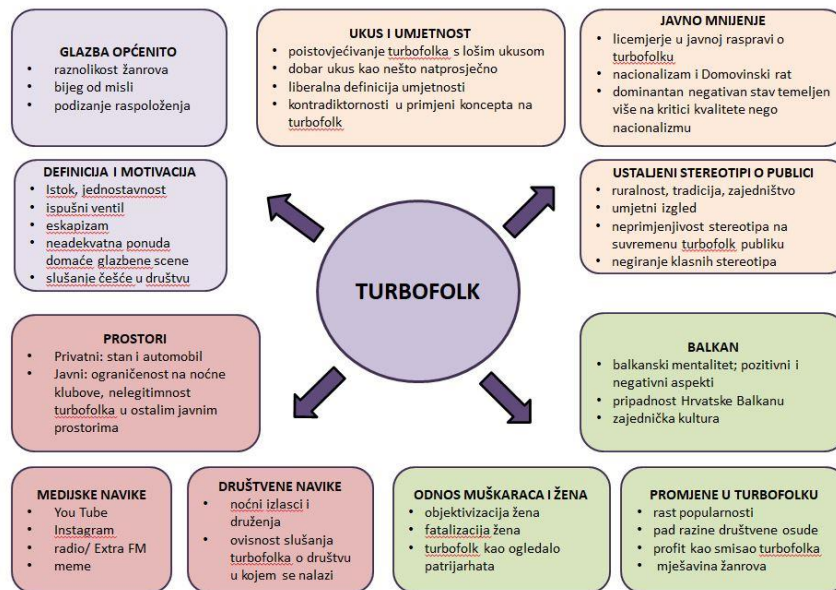 GLAZBA OPĆENITO
• raznolikost žanrova
• bijeg od misli
• podizanje raspoloženja
UKUS I UMJETNOST
• poistovjećivanje turbofolka s lošim ukusom
• dobar ukus kao nešto natprosječno
• liberalna definicija umjetnosti
• kontradiktornosti u primjeni koncepta na
turbofolk
JAVNO MNIJENJE
• licemjerje u javnoj raspravi o
turbofolku
• nacionalizam i Domovinski rat
• dominantan negativan stav temeljen
više na kritici kvalitete nego
nacionalizmu
DEFINICIJA I MOTIVACIJA
• Istok, jednostavnost
• ispušni ventil
• eskapizam
• neadekvatna ponuda
domaće glazbene scene
• slušanje češće u društvu
USTALJENI STEREOTIPI O PUBLICI
• ruralnost, tradicija, zajedništvo
• umjetni izgled
• neprimjenjivost stereotipa na
suvremenu turbofolk publiku
• negiranje klasnih stereotipa
TURBOFOLK
PROSTORI
• Privatni: stan i automobil
• Javni: ograničenost na noćne
klubove, nelegitimnost
turbofolka u ostalim javnim
prostorima
BALKAN
• balkanski mentalitet; pozitivni i
negativni aspekti
• pripadnost Hrvatske Balkanu
• zajednička kultura
MEDIJSKE NAVIKE
• You Tube
• Instagram
• radio/ Extra FM
• meme
DRUŠTVENE NAVIKE
• noćni izlasci i
druženja
• ovisnost slušanja
turbofolka o društvu
u kojem se nalazi
ODNOS MUŠKARACA I ŽENA
• objektivizacija žena
• fatalizacija žena
• turbofolk kao ogledalo
patrijarhata
PROMJENE U TURBOFOLKU
• rast popularnosti
• pad razine društvene osude
• profit kao smisao turbofolka
• mješavina žanrova